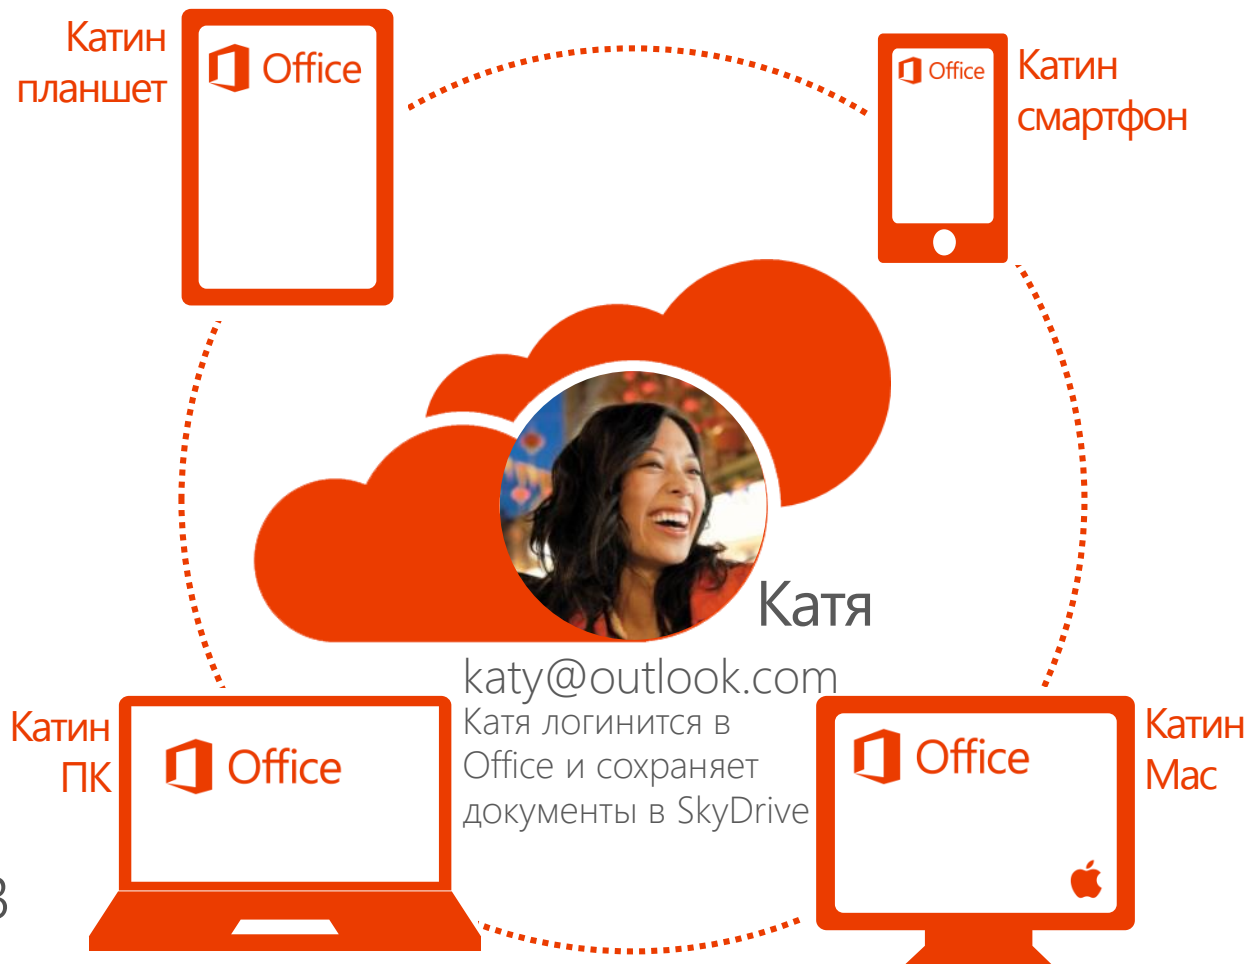 Катин
планшет
Office
Office
Катин
смартфон
Катя
katy@outlook.com
Катя логинится в
Office и сохраняет
документы в SkyDrive
Катин
ПК
Office
Office
Катин
Mac
в